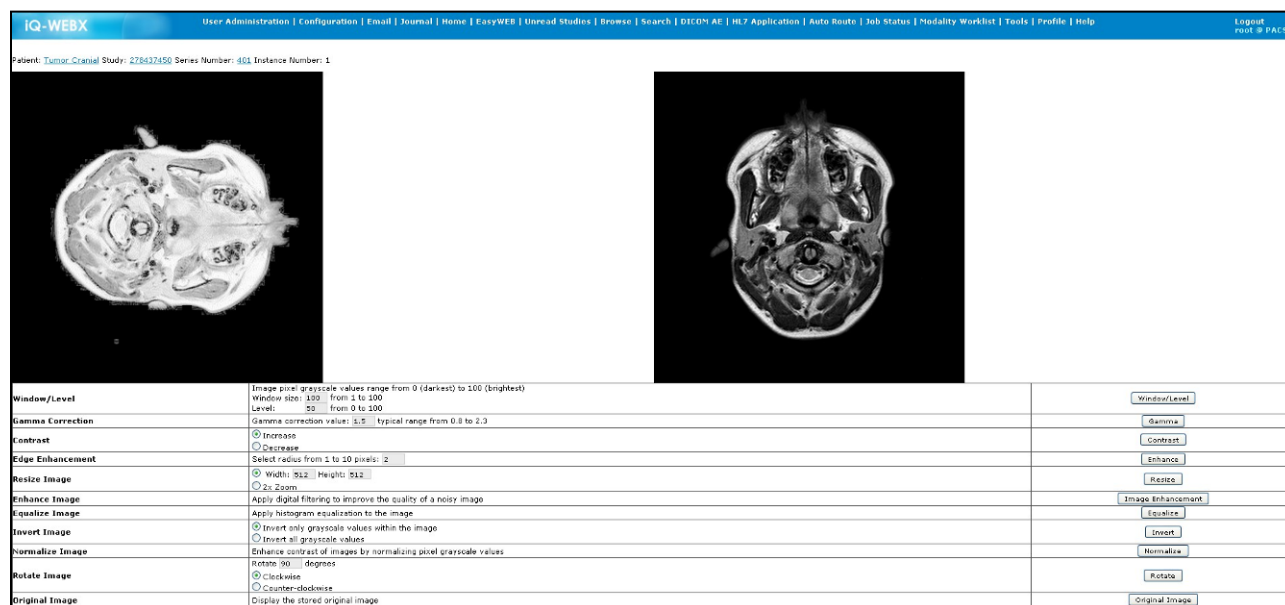 iQ-WEBX
User Administration | Configuration | Email | Journal | Home | EasyWEB | Unread Studies | Browse | Search | DICOM AE | HL7 Application | Auto Route | Job Status | Modality Worklist | Tools | Profile | Help
Logout
root @ PACS
Patient: Tumor Cranial Study: 276437450 Series Number: 401 Instance Number: 1
Window/Level
Image pixel grayscale values range from 0 (darkest) to 100 (brightest)
Window size: 100 from 1 to 100
Level: 50 from 0 to 100
Window/Level
Gamma Correction
Gamma correction value: 1.5 typical range from 0.8 to 2.3
Gamma
Contrast
Increase
Decrease
Contrast
Edge Enhancement
Select radius from 1 to 10 pixels: 2
Enhance
Resize Image
Width: 512 Height: 512
2x Zoom
Resize
Enhance Image
Apply digital filtering to improve the quality of a noisy image
Image Enhancement
Equalize Image
Apply histogram equalization to the image
Equalize
Invert Image
Invert only grayscale values within the image
Invert all grayscale values
Invert
Normalize Image
Enhance contrast of images by normalizing pixel grayscale values
Normalize
Rotate Image
Rotate 90 degrees
Clockwise
Counter-clockwise
Rotate
Original Image
Display the stored original image
Original Image